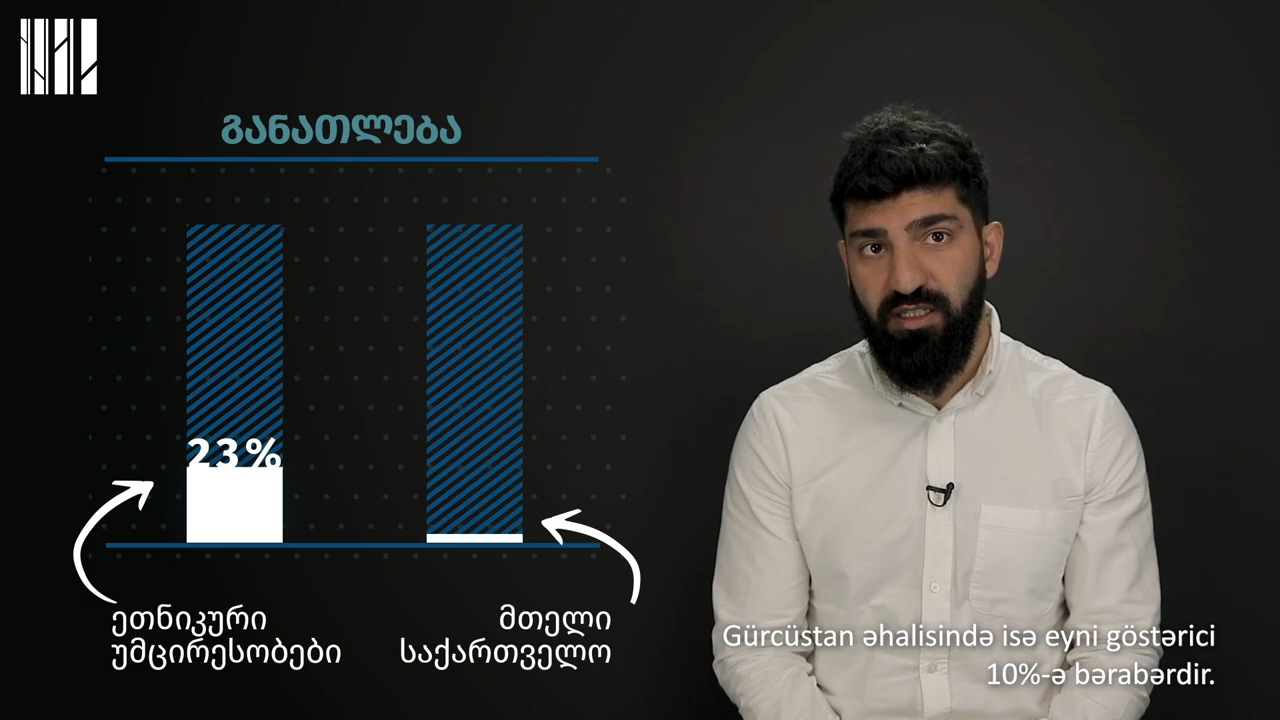 განათლება
23%
ეთნიკური
უმცირესობები
მთელი
საქართველო
Gürcüstan əhalisində isə eyni göstərici
10%-ə bərabərdir.